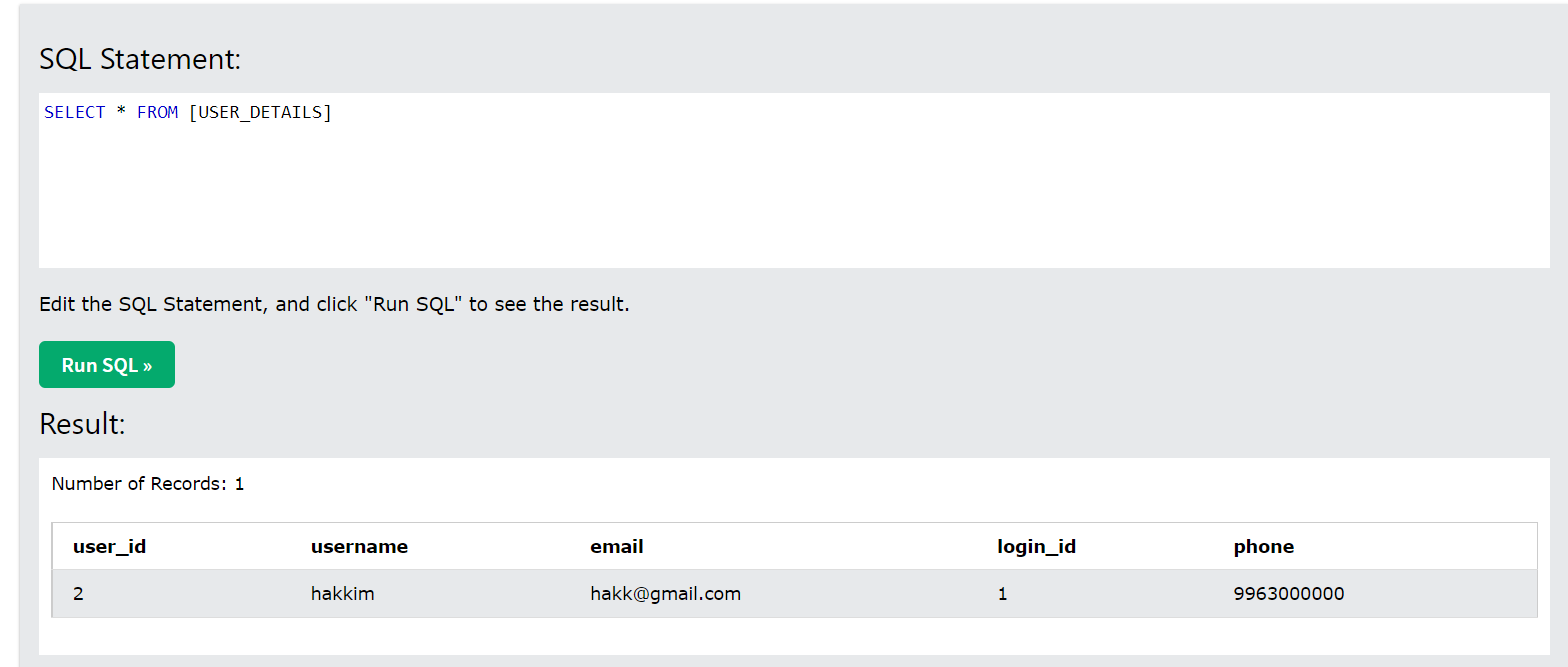 SQL Statement:
SELECT * FROM [USER_DETAILS]
Edit the SQL Statement, and click "Run SQL" to see the result.
Run SQL »
Result:
Number of Records: 1
user_id username email login_id phone
2 hakkim hakk@gmail.com 1 9963000000